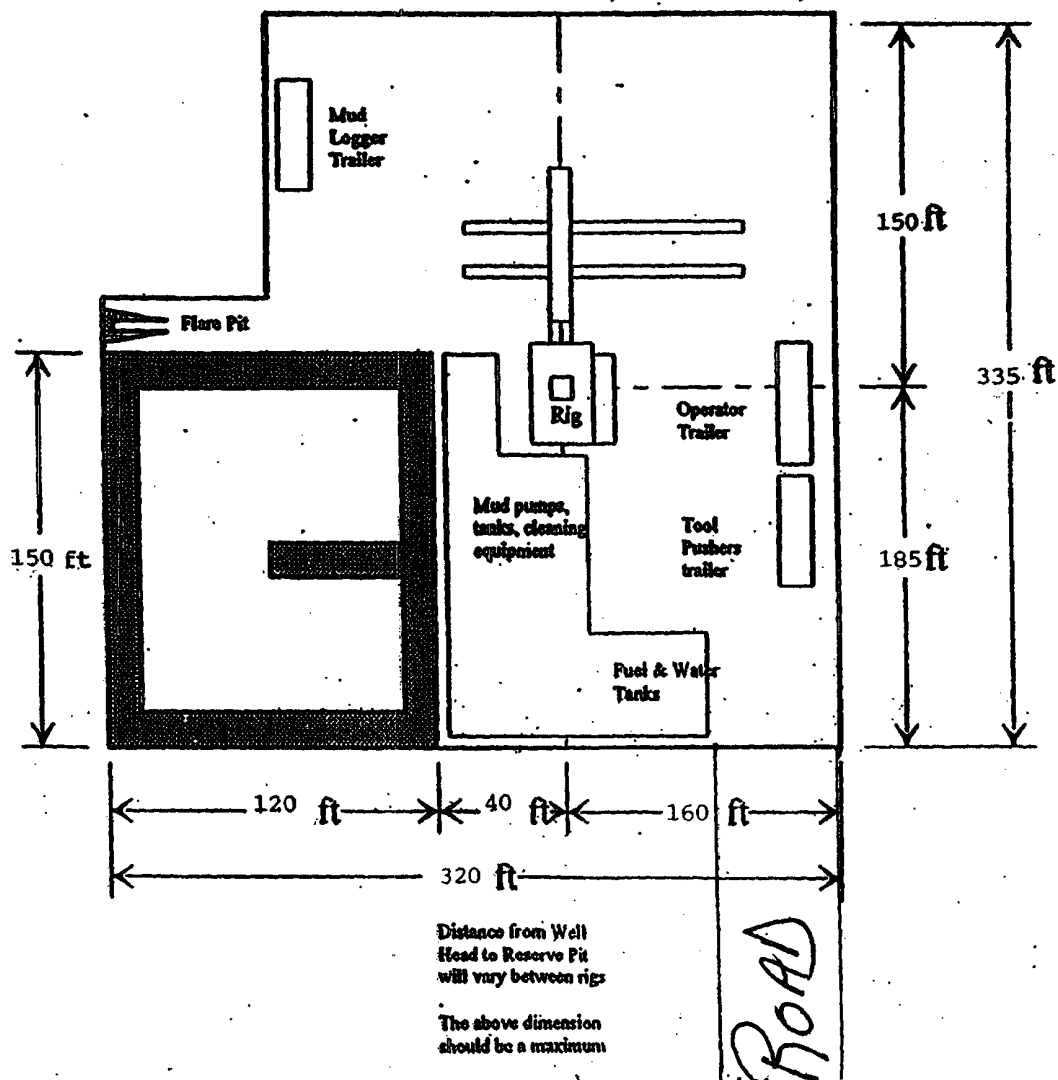 Mud
Logger
Trailer
150 ft
Flare Pit
335 ft
Rig
Operator
Trailer
Mud pumps,
tanks, cleaning
equipment
Tool
Pushers
trailer
150 ft
185 ft
Fuel & Water
Tanks
120 ft
40 ft
160 ft
320 ft
Distance from Well
Head to Reserve Pit
will vary between rigs
The above dimension
should be a maximum
ROAD